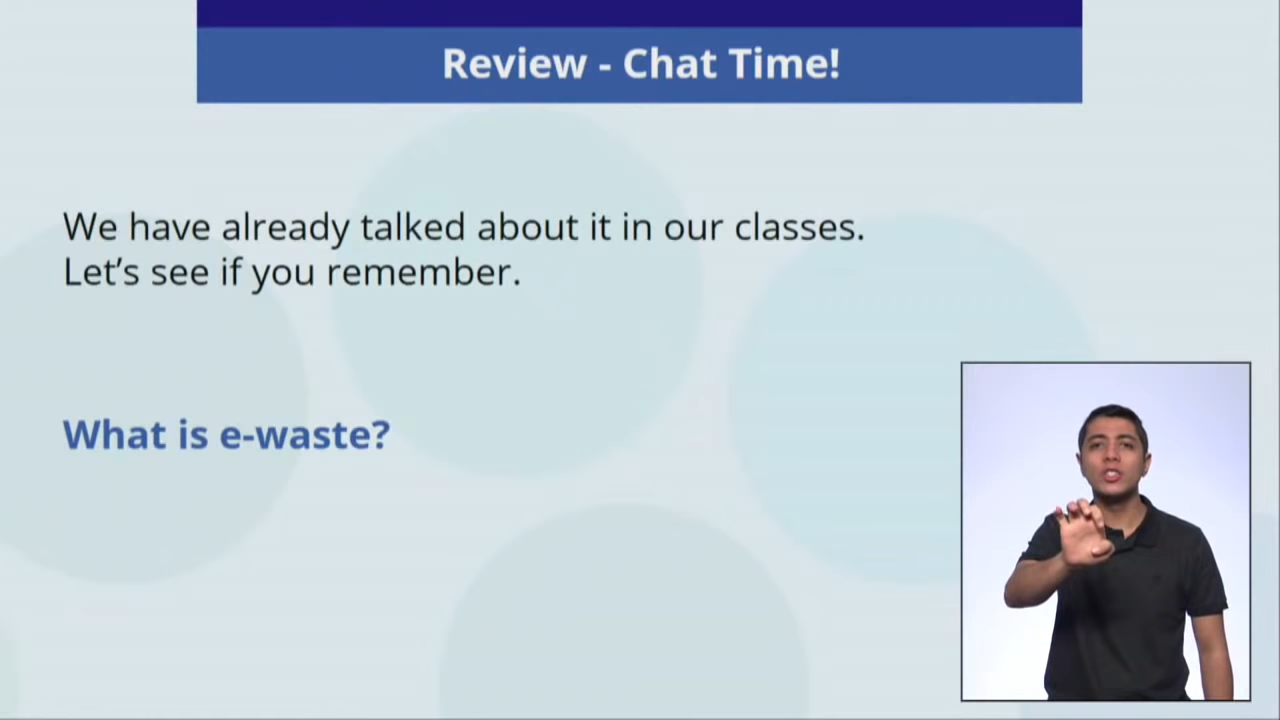 Review - Chat Time!
We have already talked about it in our classes.
Let's see if you remember.
What is e-waste?